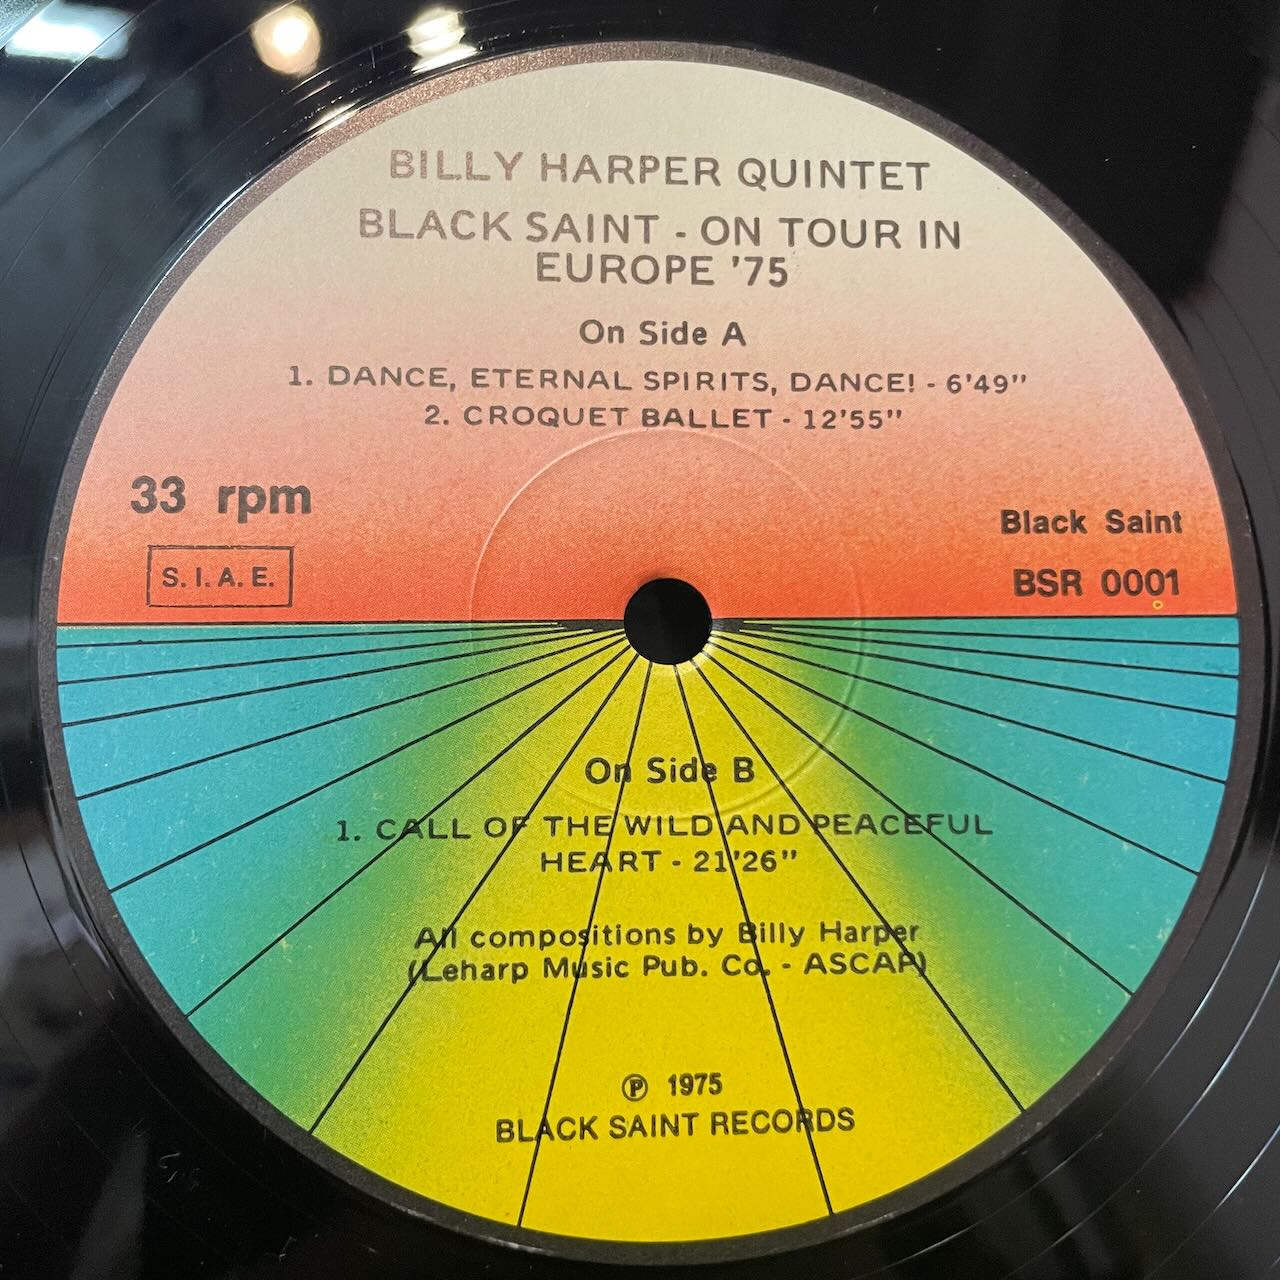 BILLY HARPER QUINTET
BLACK SAINT - ON TOUR IN
EUROPE '75
On Side A
1. DANCE, ETERNAL SPIRITS, DANCE! - 6'49"
2. CROQUET BALLET - 12'55"
33 rpm
S.I.A.E.
Black Saint
BSR 0001
On Side B
1. CALL OF THE WILD AND PEACEFUL
HEART - 21'26"
All compositions by Billy Harper
(Leharp Music Pub. Co. - ASCAP)
℗ 1975
BLACK SAINT RECORDS